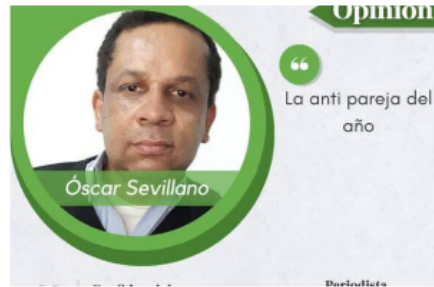 Opinión
La anti pareja del
año
Óscar Sevillano
Periodista